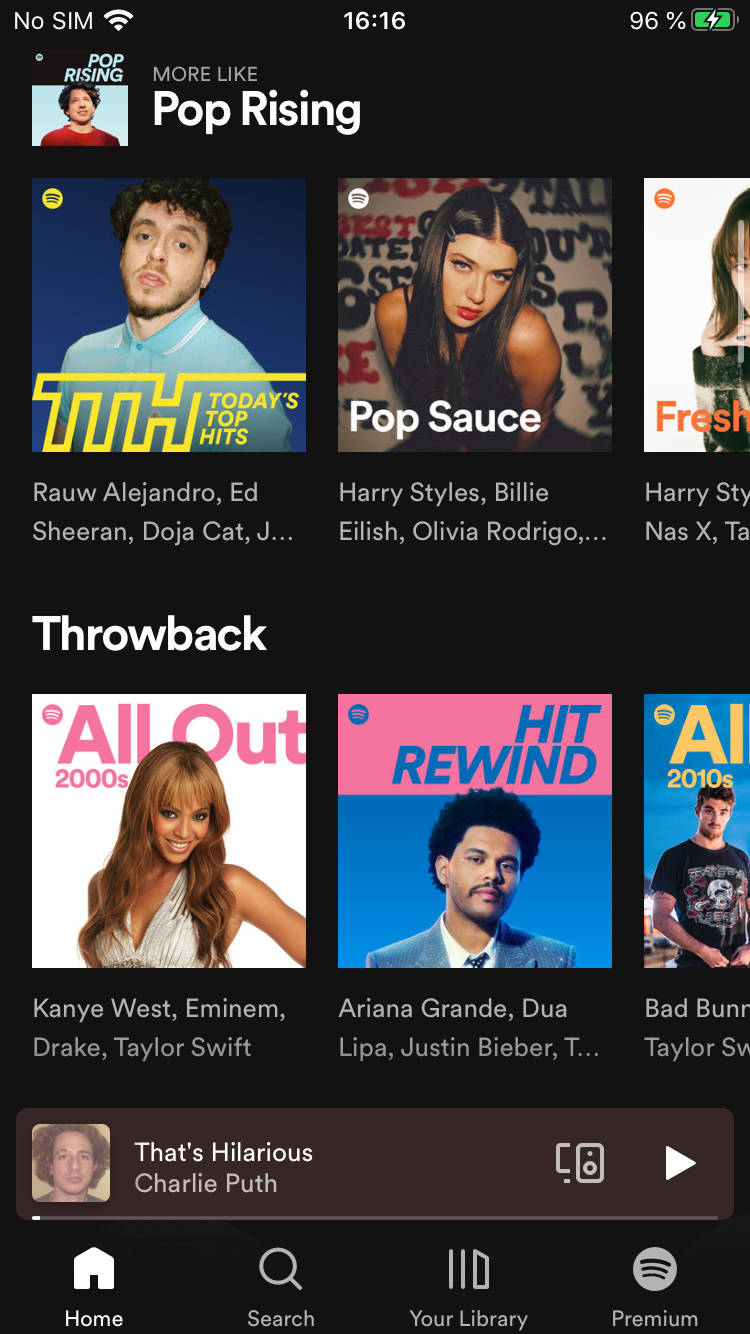 No SIM 16:16 96 %
POP
RISING
MORE LIKE
Pop Rising
TTH TODAY'S
TOP
HITS
Pop Sauce
Fresh
Rauw Alejandro, Ed
Sheeran, Doja Cat, J...
Harry Styles, Billie
Eilish, Olivia Rodrigo,...
Harry Sty
Nas X, Ta
Throwback
All Out
2000s
HIT
REWIND
Al
2010s
Kanye West, Eminem,
Drake, Taylor Swift
Ariana Grande, Dua
Lipa, Justin Bieber, T...
Bad Bunn
Taylor Sw
That's Hilarious
Charlie Puth
Home Search Your Library Premium